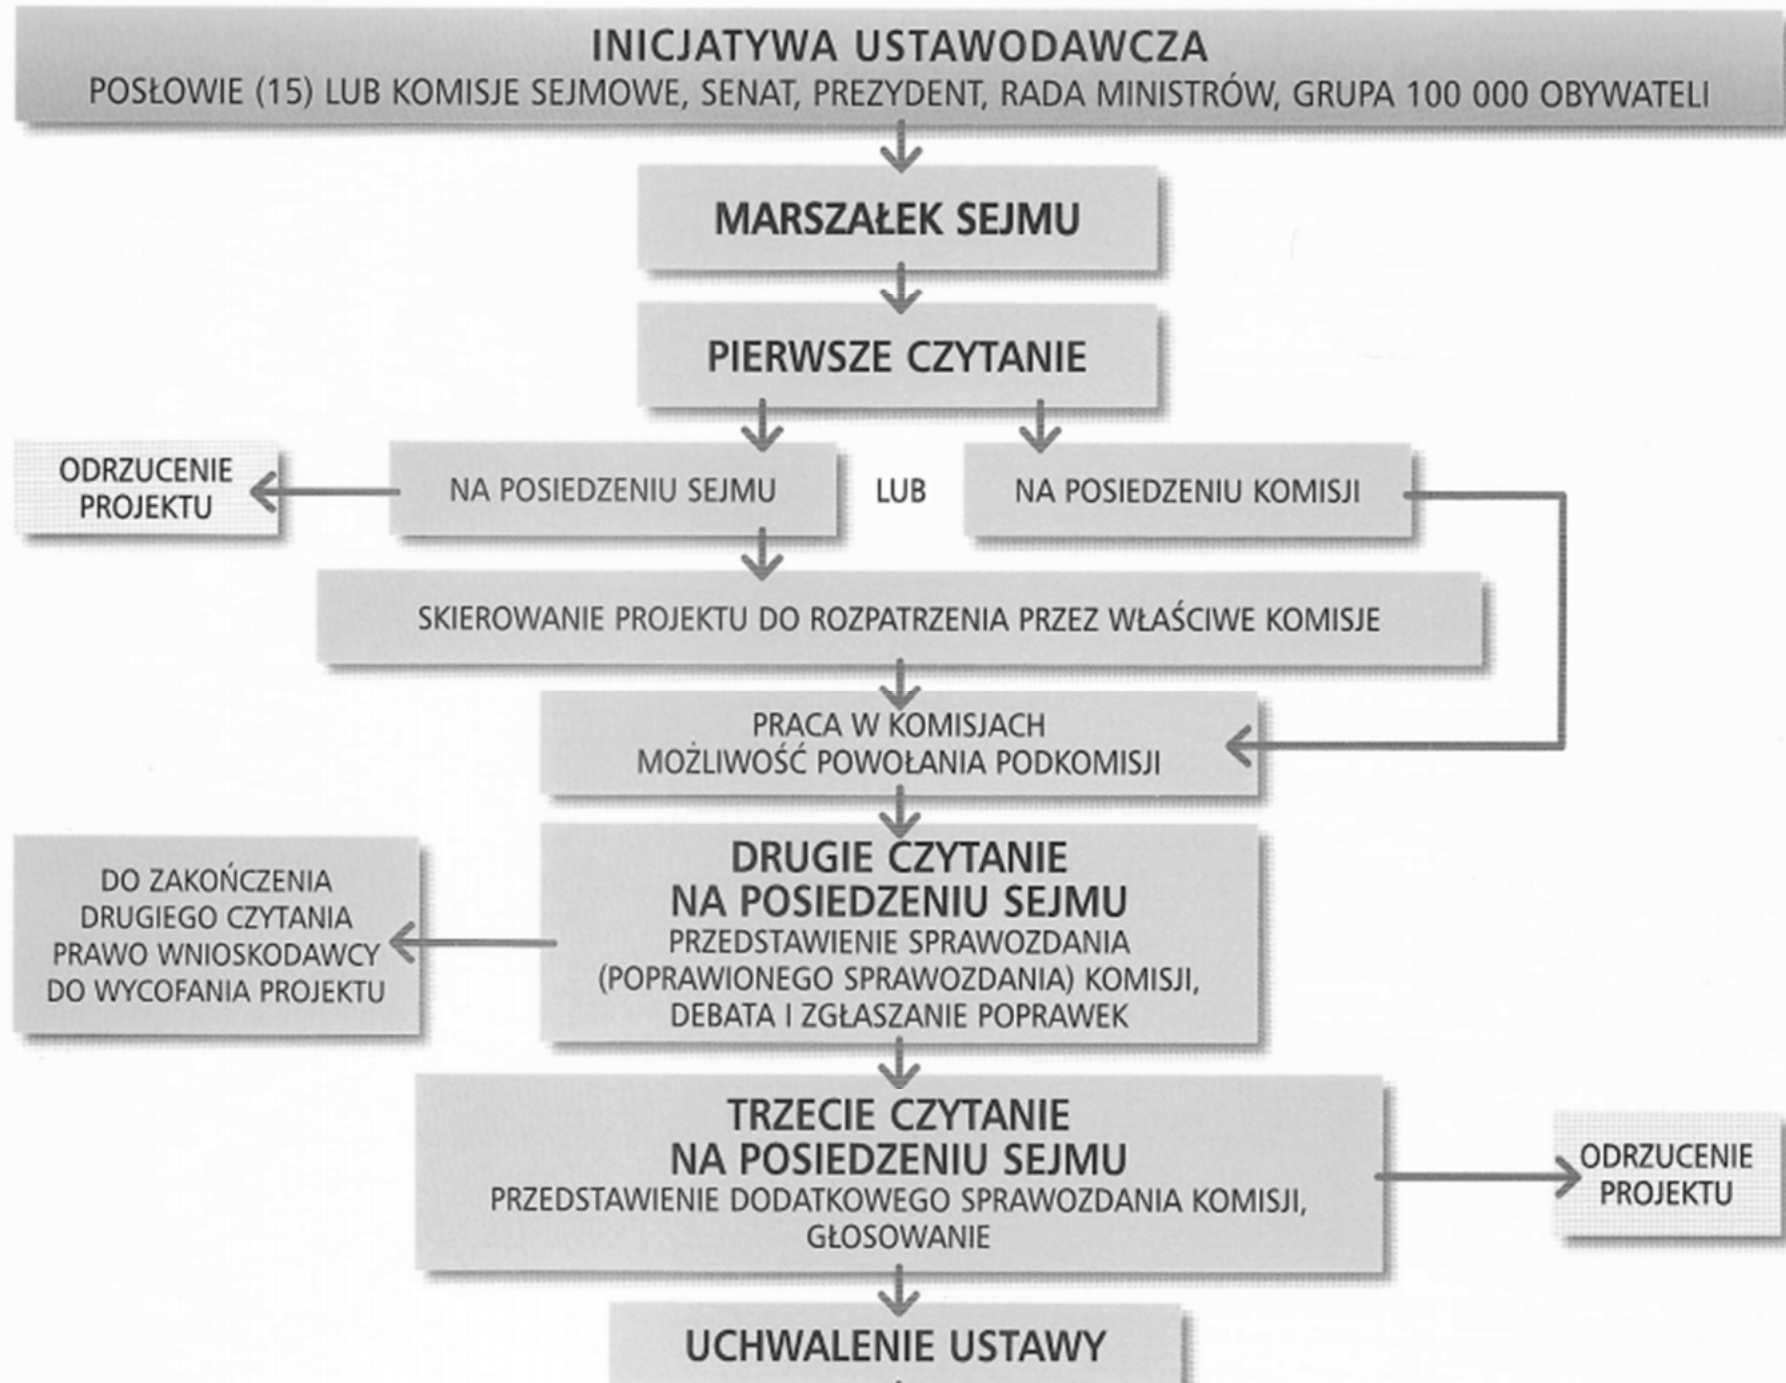 INICJATYWA USTAWODAWCZA
POSŁOWIE (15) LUB KOMISJE SEJMOWE, SENAT, PREZYDENT, RADA MINISTRÓW, GRUPA 100 000 OBYWATELI
MARSZAŁEK SEJMU
PIERWSZE CZYTANIE
ODRZUCENIE
PROJEKTU
NA POSIEDZENIU SEJMU
LUB
NA POSIEDZENIU KOMISJI
SKIEROWANIE PROJEKTU DO ROZPATRZENIA PRZEZ WŁAŚCIWE KOMISJE
PRACA W KOMISJACH
MOŻLIWOŚĆ POWOŁANIA PODKOMISJI
DO ZAKOŃCZENIA
DRUGIEGO CZYTANIA
PRAWO WNIOSKODAWCY
DO WYCOFANIA PROJEKTU
DRUGIE CZYTANIE
NA POSIEDZENIU SEJMU
PRZEDSTAWIENIE SPRAWOZDANIA
(POPRAWIONEGO SPRAWOZDANIA) KOMISJI,
DEBATA I ZGŁASZANIE POPRAWEK
TRZECIE CZYTANIE
NA POSIEDZENIU SEJMU
PRZEDSTAWIENIE DODATKOWEGO SPRAWOZDANIA KOMISJI,
GŁOSOWANIE
ODRZUCENIE
PROJEKTU
UCHWALENIE USTAWY